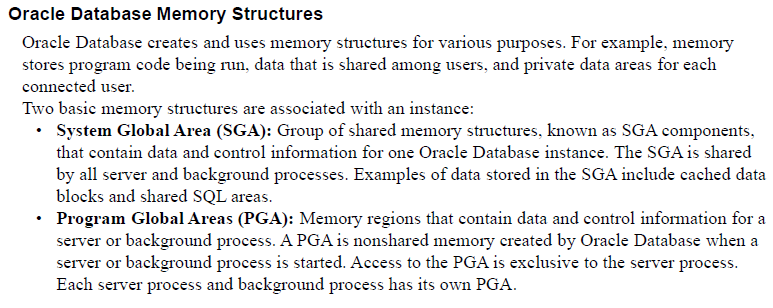 Oracle Database Memory Structures
Oracle Database creates and uses memory structures for various purposes. For example, memory
stores program code being run, data that is shared among users, and private data areas for each
connected user.
Two basic memory structures are associated with an instance:
• System Global Area (SGA): Group of shared memory structures, known as SGA components,
that contain data and control information for one Oracle Database instance. The SGA is shared
by all server and background processes. Examples of data stored in the SGA include cached data
blocks and shared SQL areas.
• Program Global Areas (PGA): Memory regions that contain data and control information for a
server or background process. A PGA is nonshared memory created by Oracle Database when a
server or background process is started. Access to the PGA is exclusive to the server process.
Each server process and background process has its own PGA.